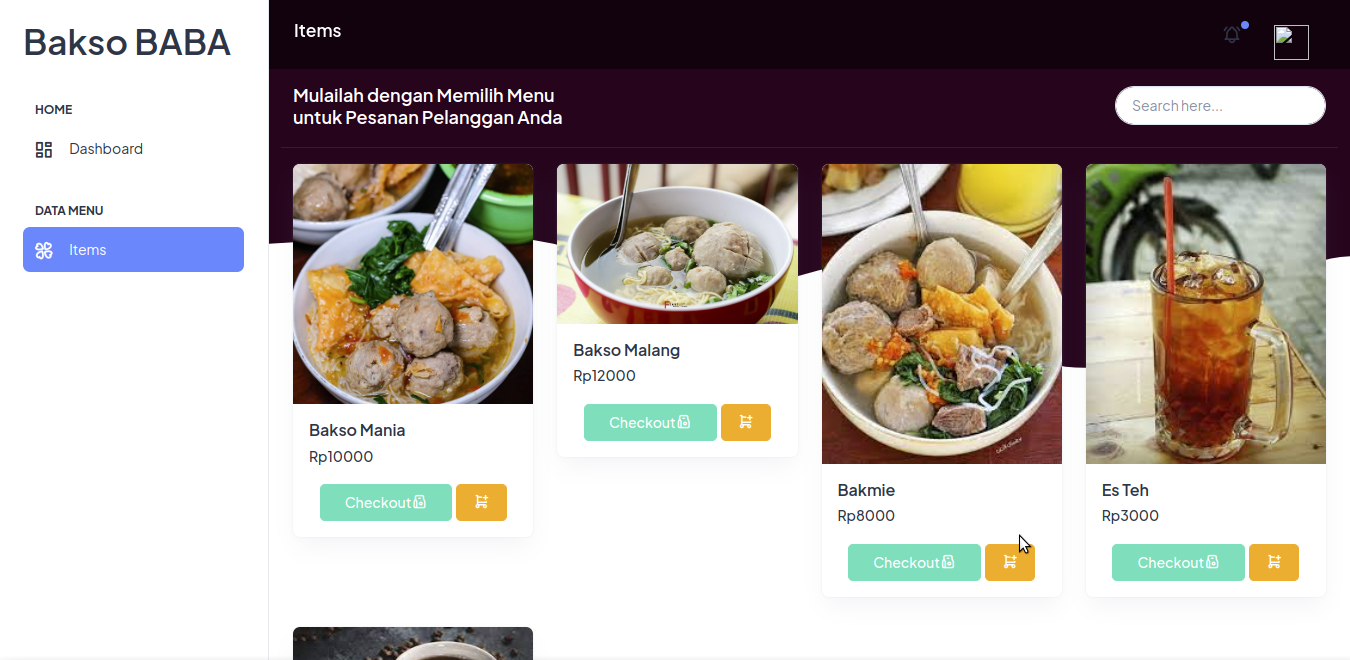 Bakso BABA
HOME
Dashboard
DATA MENU
Items
Items
Mulailah dengan Memilih Menu
untuk Pesanan Pelanggan Anda
Search here...
Bakso Mania
Rp10000
Checkout
Bakso Malang
Rp12000
Checkout
Bakmie
Rp8000
Checkout
Es Teh
Rp3000
Checkout